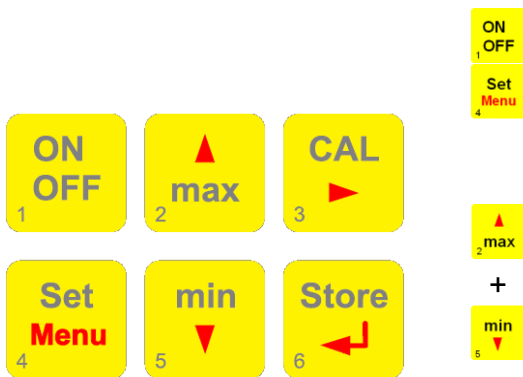 ON
OFF
1
max
2
CAL
3
Set
Menu
4
min
5
Store
6
ON
OFF
1
Set
Menu
4
max
2
+
min
5